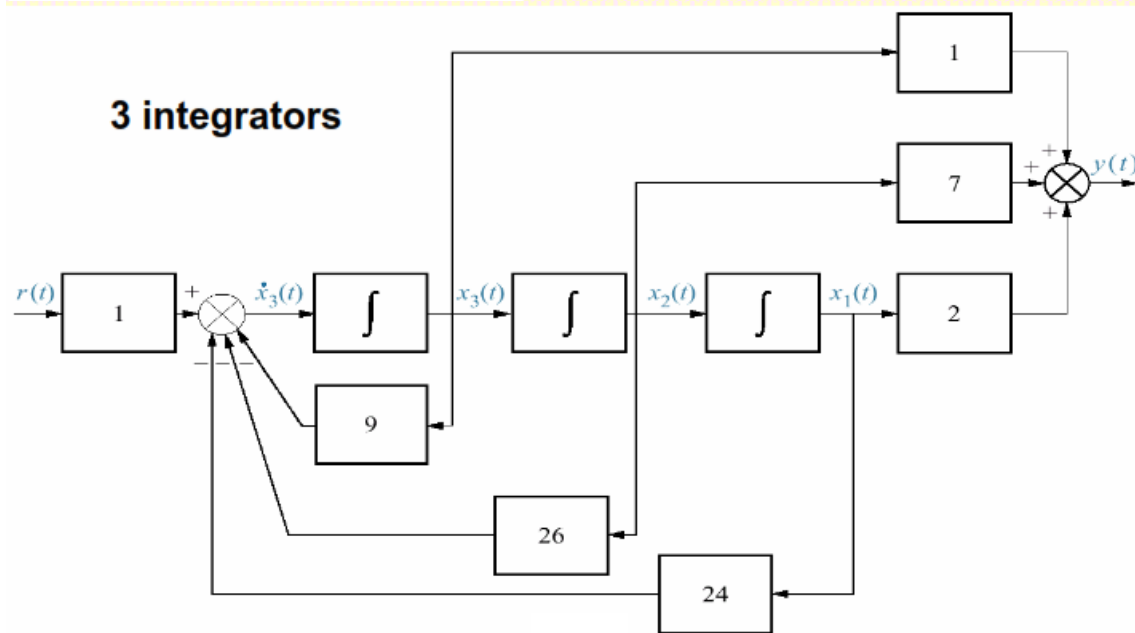 1
3 integrators
+
7
+
y(t)
+
r(t)
1
+
ẋ₃(t)
∫
x₃(t)
∫
x₂(t)
∫
x₁(t)
2
− − −
9
26
24